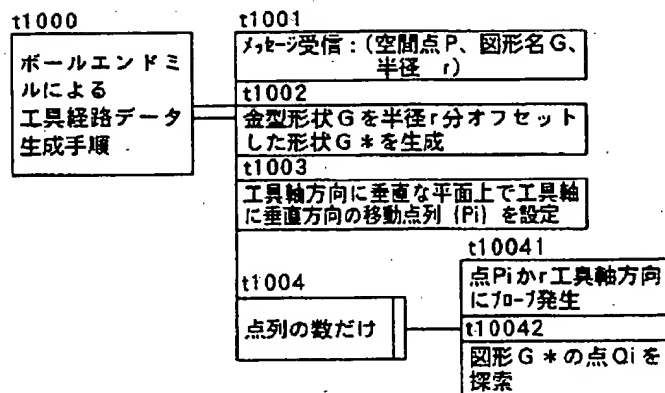 t1000
ボールエンドミ
ルによる
工具経路データ
生成手順
t1001
メッセージ受信：(空間点P、図形名G、
半径 r)
t1002
金型形状Gを半径r分オフセット
した形状G*を生成
t1003
工具軸方向に垂直な平面上で工具軸
に垂直方向の移動点列 (Pi) を設定
t1004
点列の数だけ
t10041
点Piからr工具軸方向
にプローブ発生
t10042
図形G*の点Qiを
探索